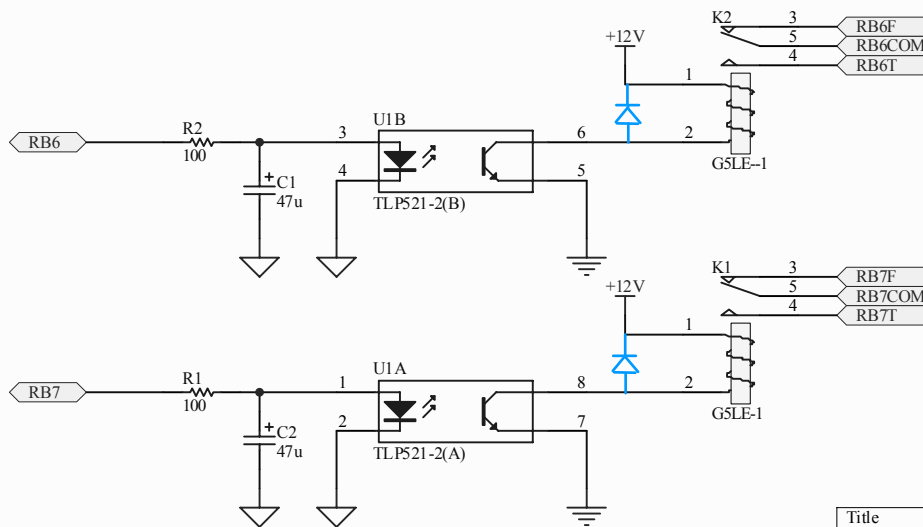 K2
3
RB6F
+12V
5
RB6COM
4
RB6T
1
U1B
RB6
R2
3
6
2
100
4
5
G5LE--1
+
C1
47u
TLP521-2(B)
K1
3
RB7F
+12V
5
RB7COM
4
RB7T
1
U1A
RB7
R1
1
8
2
100
2
7
G5LE-1
+
C2
47u
TLP521-2(A)
Title